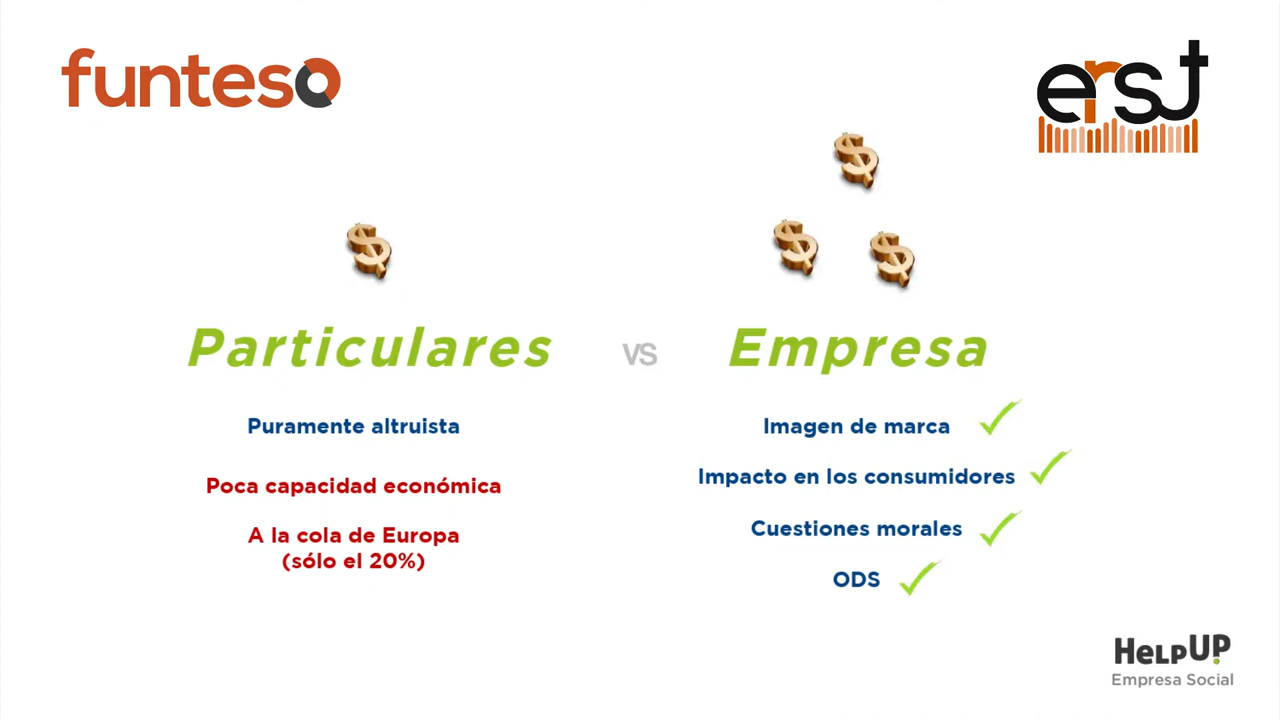 funteso
ersjt
Particulares
vs
Empresa
Puramente altruista
Imagen de marca
Poca capacidad económica
Impacto en los consumidores
A la cola de Europa
(sólo el 20%)
Cuestiones morales
ODS
HelpUP
Empresa Social